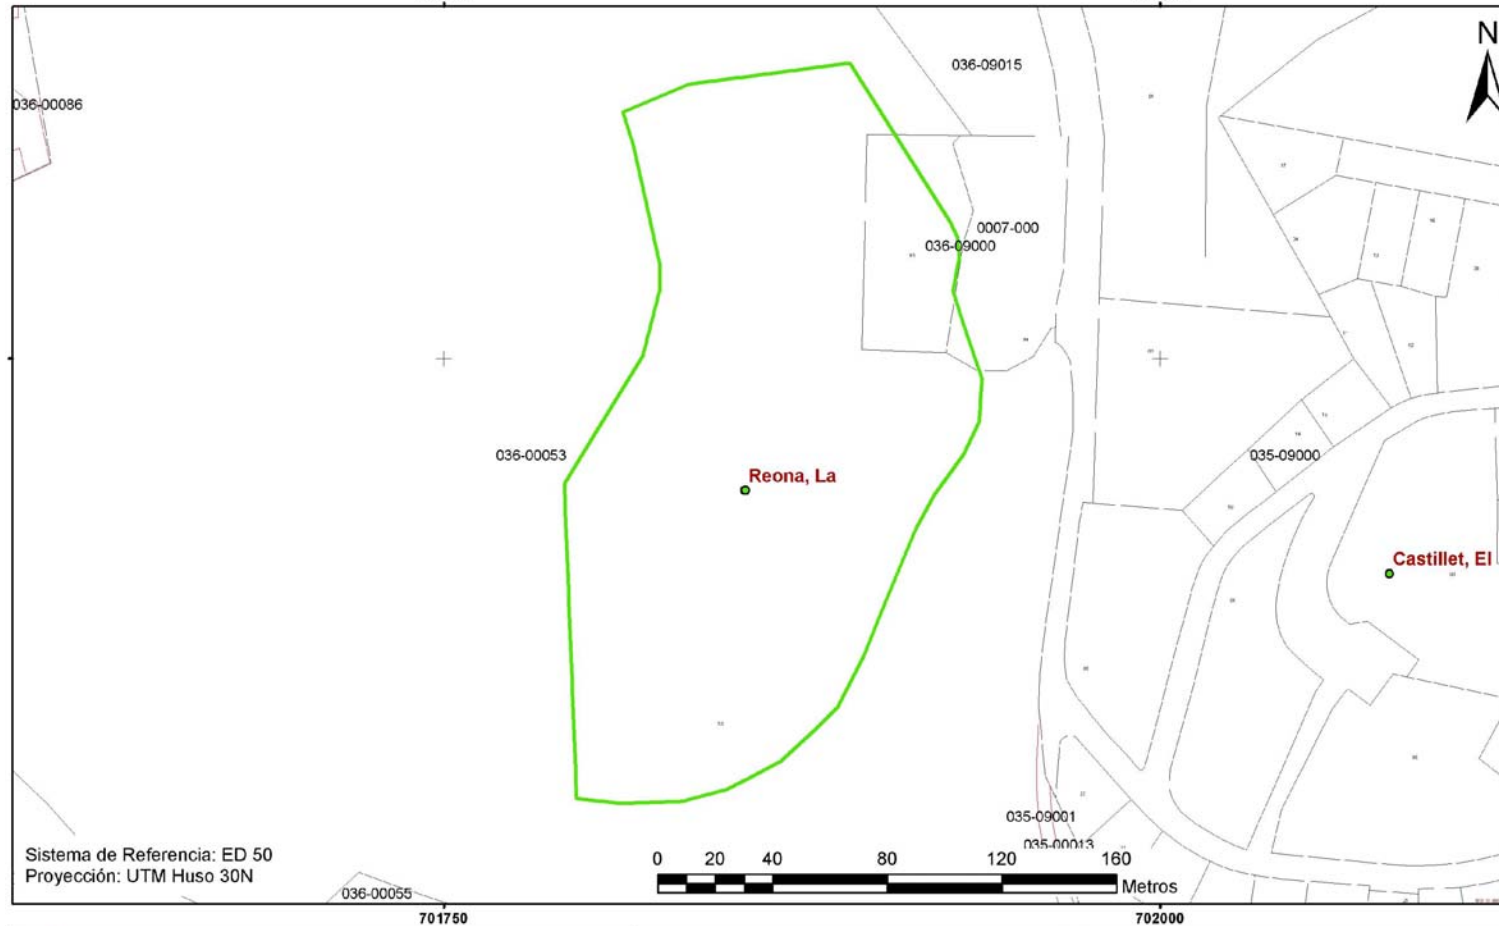 N
036-09015
036-00086
0007-000
036-09000
036-00053
035-09000
Reona, La
Castillet, El
035-09001
035-00013
Sistema de Referencia: ED 50
Proyección: UTM Huso 30N
0 20 40 80 120 160
Metros
036-00055
701750
702000